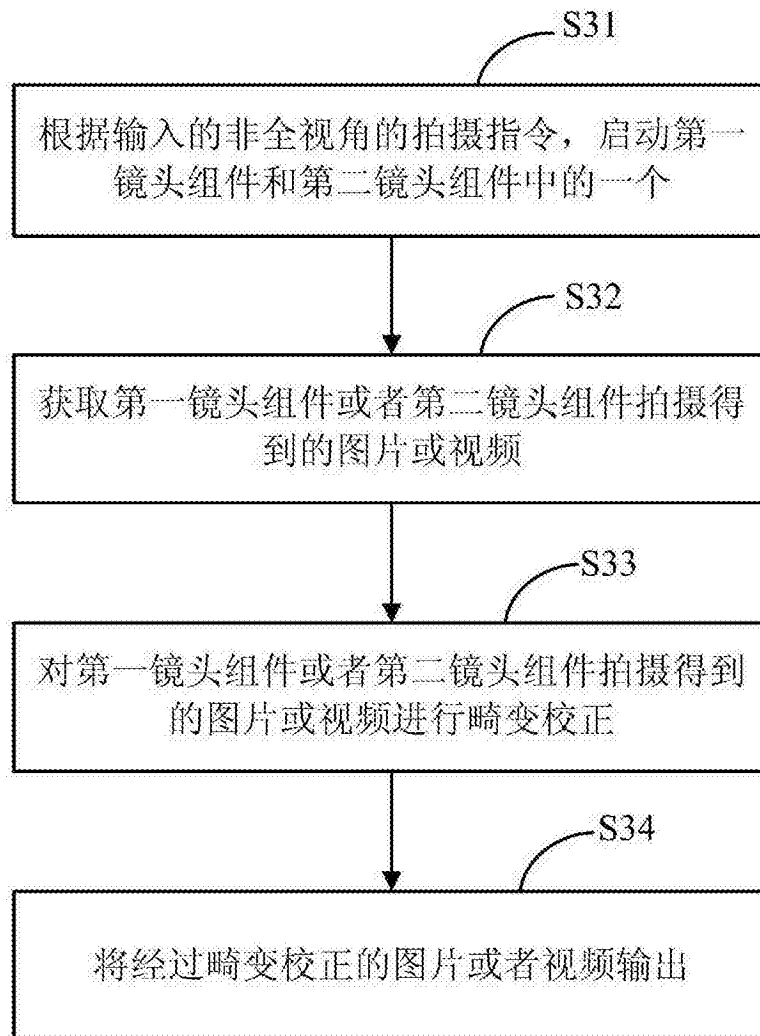 S31
根据输入的非全视角的拍摄指令，启动第一
镜头组件和第二镜头组件中的一个
S32
获取第一镜头组件或者第二镜头组件拍摄得
到的图片或视频
S33
对第一镜头组件或者第二镜头组件拍摄得到
的图片或视频进行畸变校正
S34
将经过畸变校正的图片或者视频输出